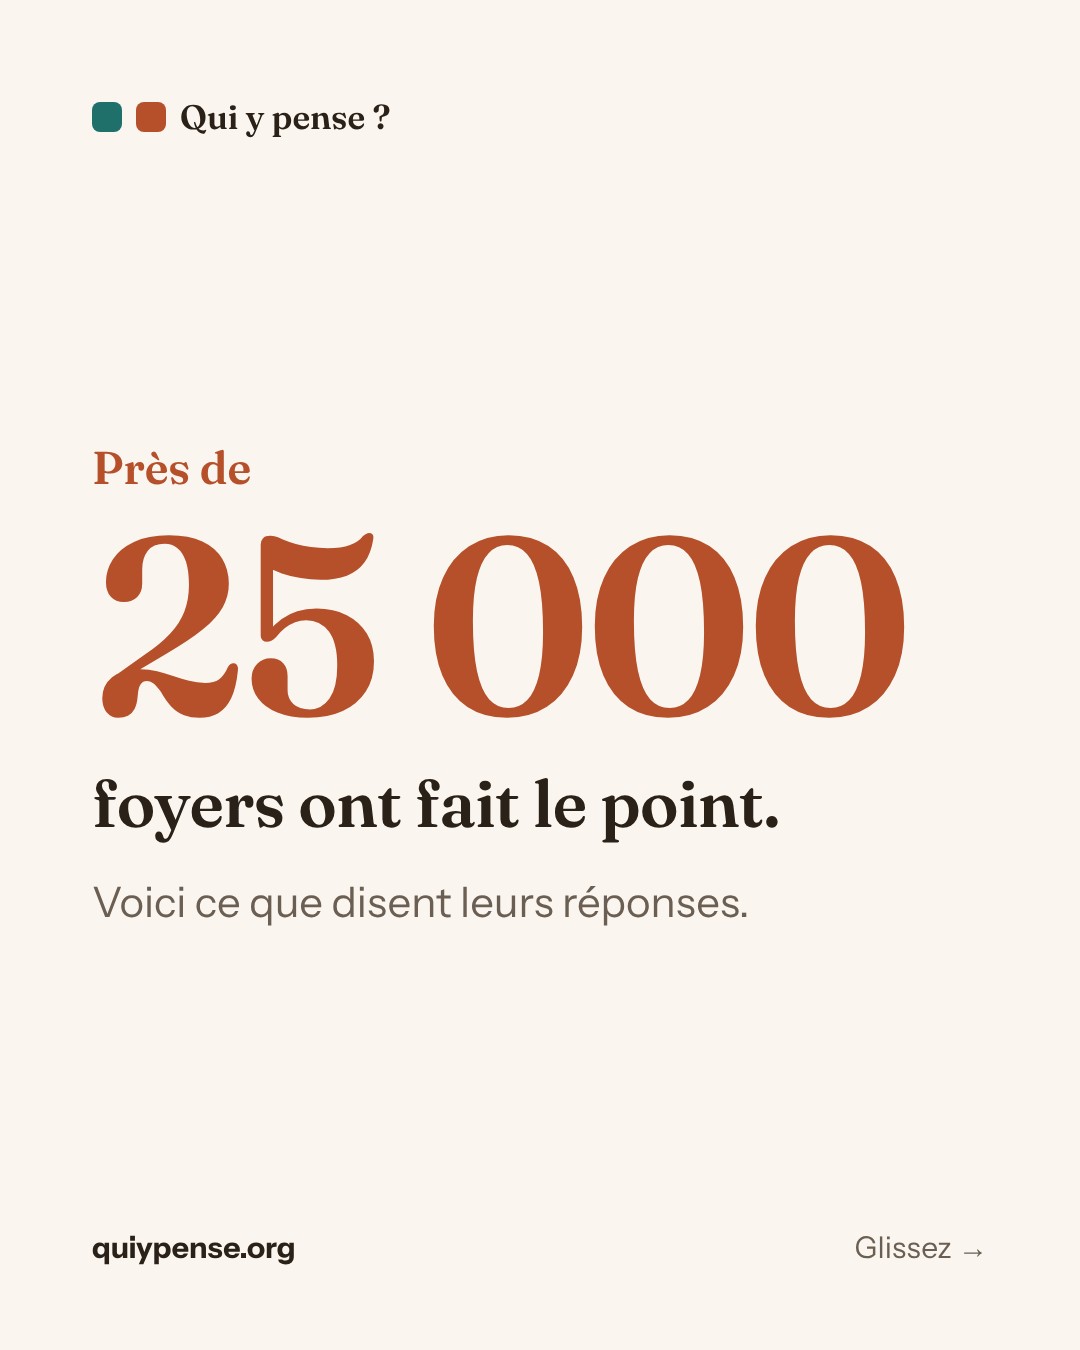 Qui y pense ?
Près de
25 000
foyers ont fait le point.
Voici ce que disent leurs réponses.
quiypense.org
Glissez →